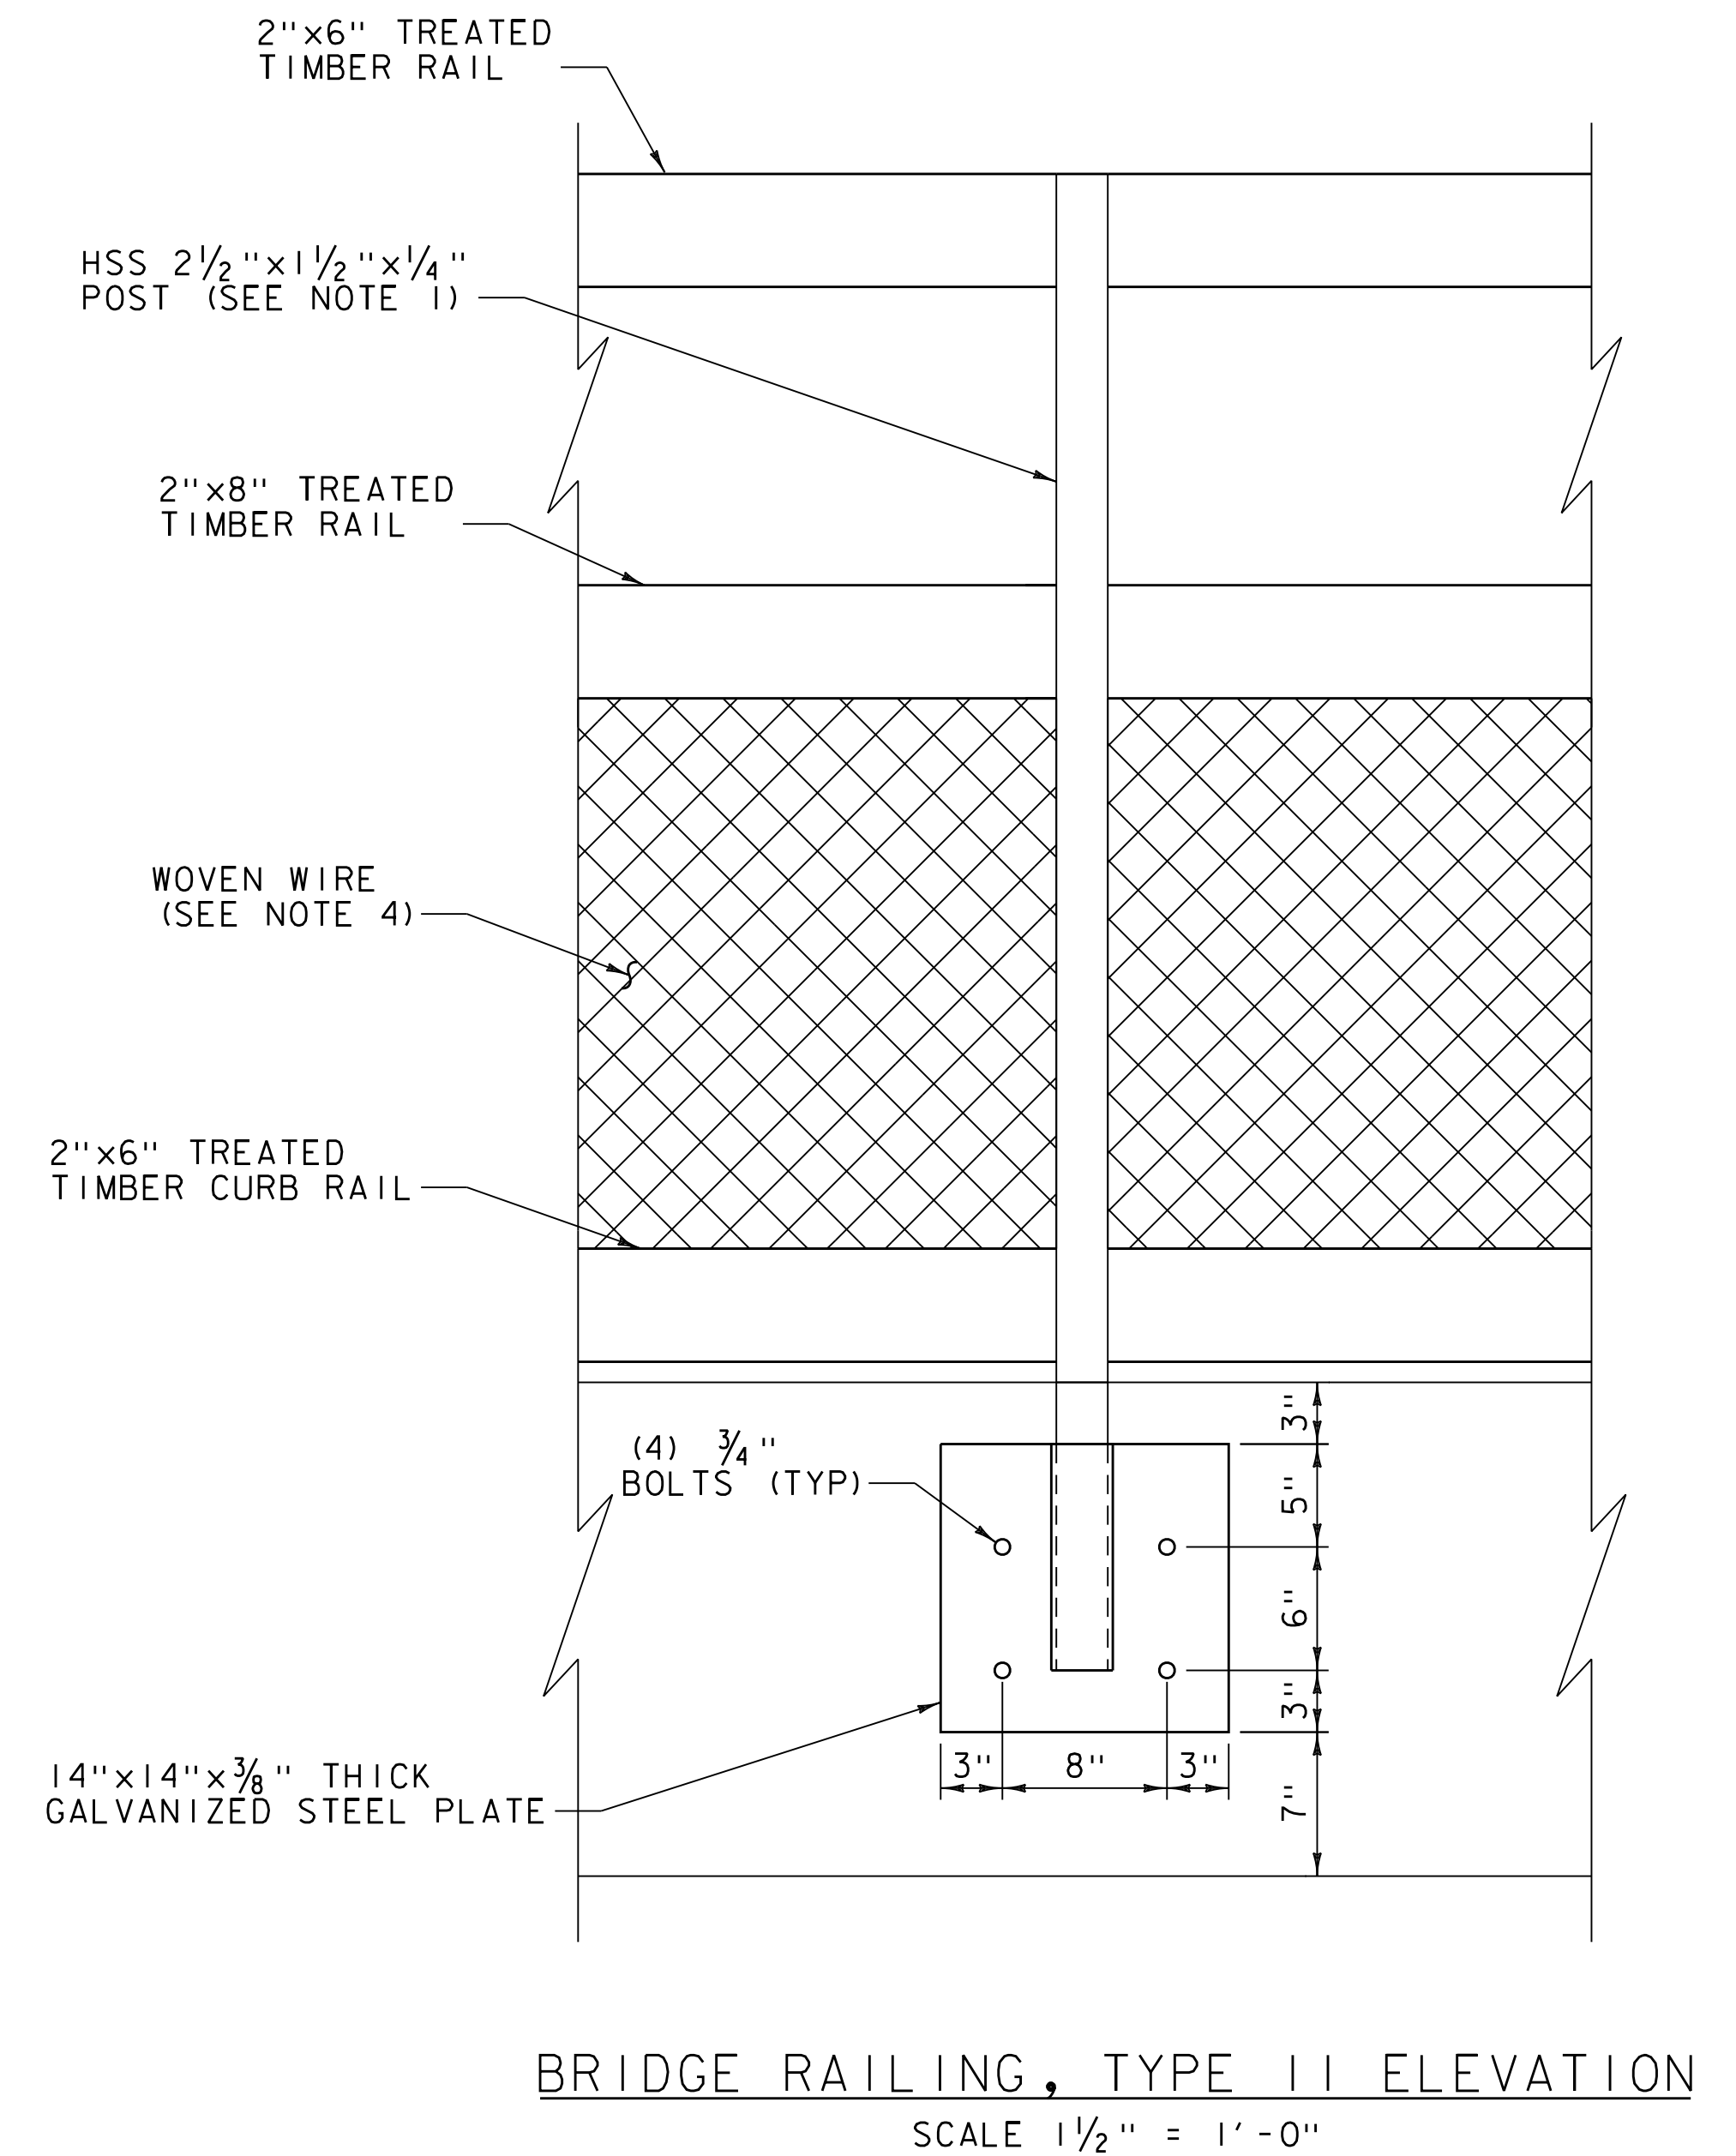 2"x6" TREATED
TIMBER RAIL
HSS 2½"x1½"x¼"
POST (SEE NOTE 1)
2"x8" TREATED
TIMBER RAIL
WOVEN WIRE
(SEE NOTE 4)
2"x6" TREATED
TIMBER CURB RAIL
3"
(4) ¾"
BOLTS (TYP)
5"
6"
3"
3" 8" 3"
7"
14"x14"x⅜" THICK
GALVANIZED STEEL PLATE
BRIDGE RAILING, TYPE II ELEVATION
SCALE 1½" = 1'-0"